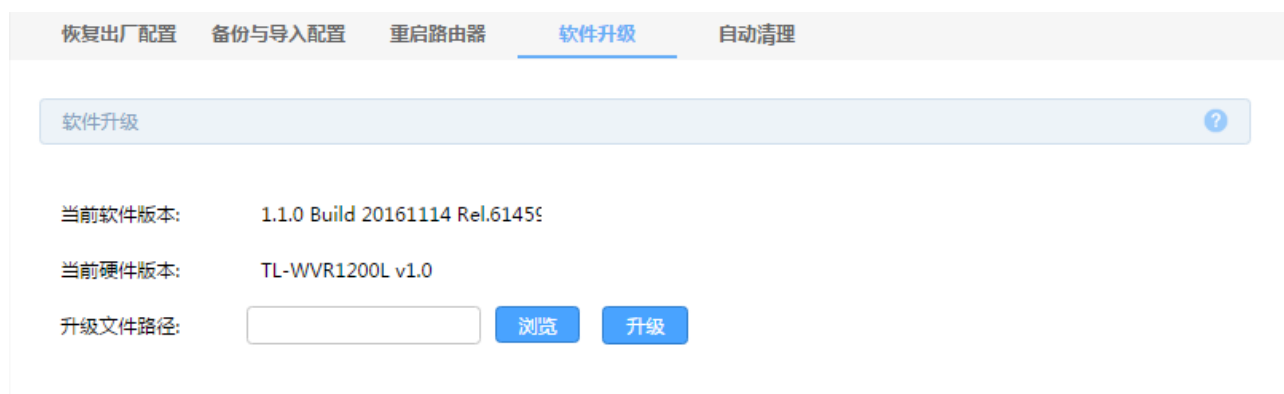 恢复出厂配置 备份与导入配置 重启路由器 软件升级 自动清理
软件升级 ?
当前软件版本: 1.1.0 Build 20161114 Rel.61459
当前硬件版本: TL-WVR1200L v1.0
升级文件路径: 浏览 升级